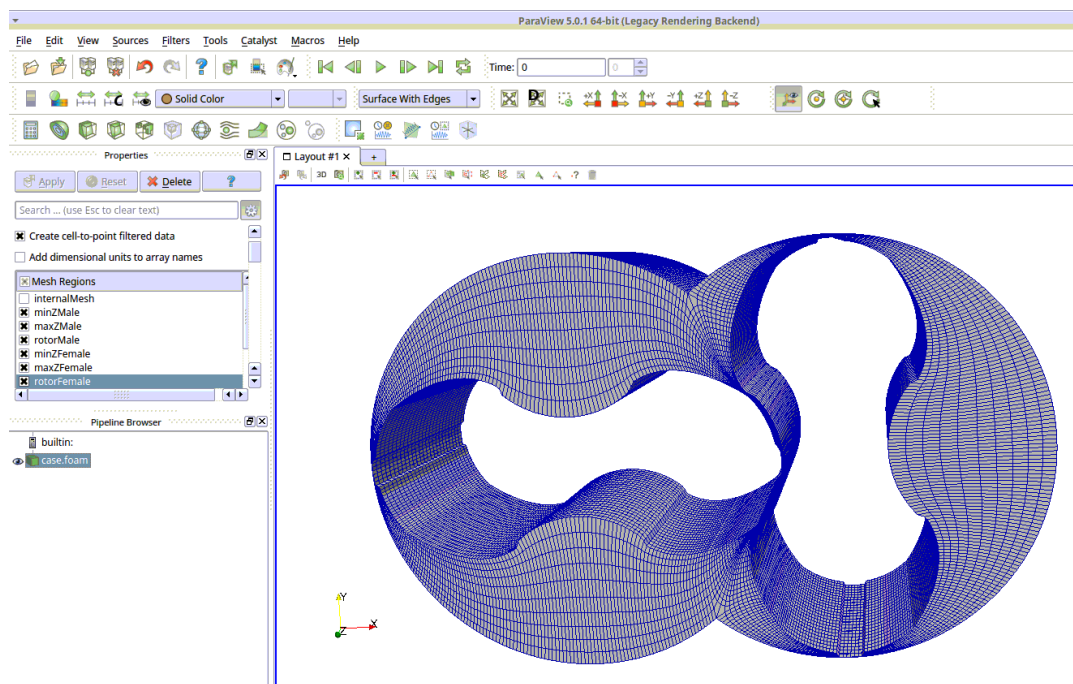 ParaView 5.0.1 64-bit (Legacy Rendering Backend)
File Edit View Sources Filters Tools Catalyst Macros Help
? Time: 0 0
C Solid Color Surface With Edges +X -X +Y -Y +Z -Z
Properties Layout #1 × +
Apply Reset Delete ? 3D
Search ... (use Esc to clear text)
Create cell-to-point filtered data
Add dimensional units to array names
Mesh Regions
internalMesh
minZMale
maxZMale
rotorMale
minZFemale
maxZFemale
rotorFemale
Pipeline Browser
builtin:
case.foam
Y
X
Z